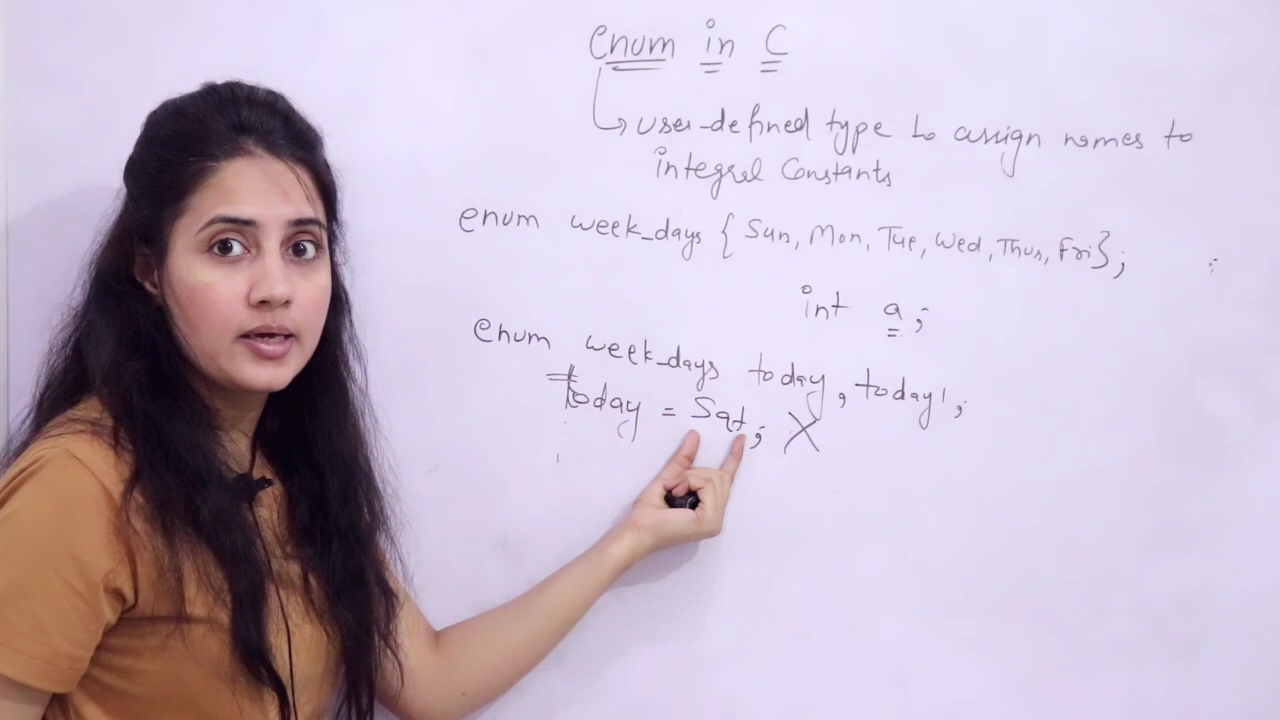 enum in C
user-defined type to assign names to
integral Constants
enum week_days { Sun, Mon, Tue, Wed, Thus, Fri};
int a;
enum week_days today, today1;
today = Sat; X